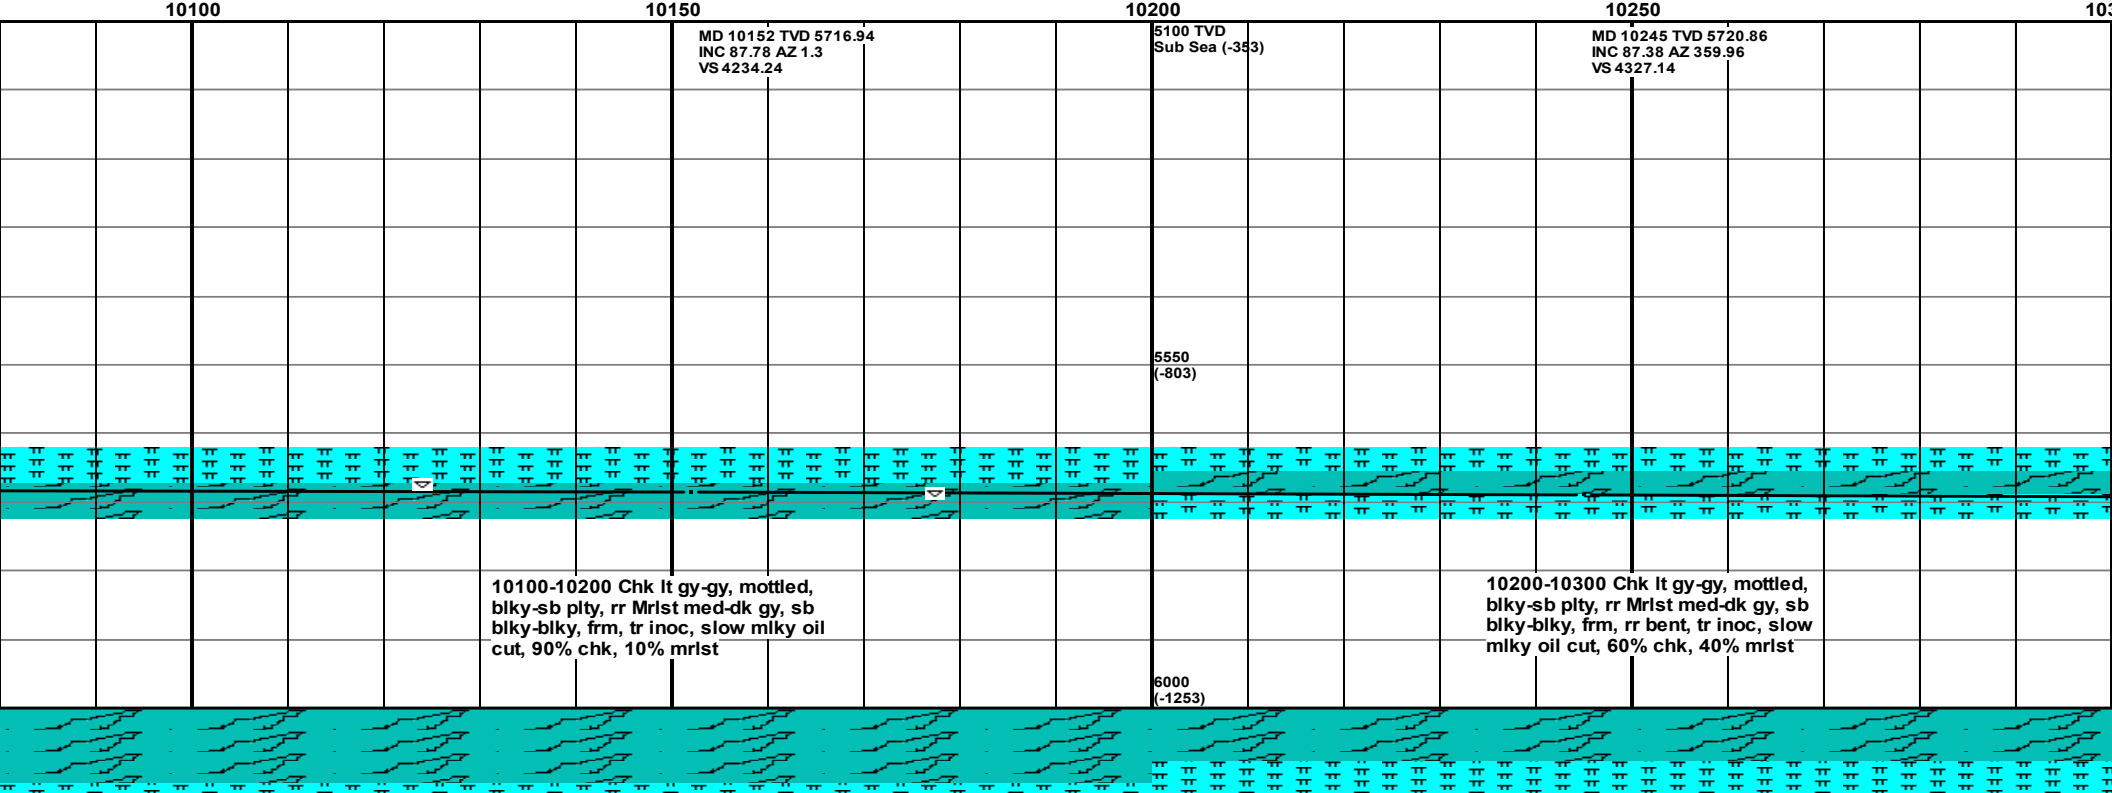 10100 10150 10200 10250 103
MD 10152 TVD 5716.94
INC 87.78 AZ 1.3
VS 4234.24
5100 TVD
Sub Sea (-353)
MD 10245 TVD 5720.86
INC 87.38 AZ 359.96
VS 4327.14
5550
(-803)
10100-10200 Chk lt gy-gy, mottled,
blky-sb plty, rr Mrlst med-dk gy, sb
blky-blky, frm, tr inoc, slow mlky oil
cut, 90% chk, 10% mrlst
10200-10300 Chk lt gy-gy, mottled,
blky-sb plty, rr Mrlst med-dk gy, sb
blky-blky, frm, rr bent, tr inoc, slow
mlky oil cut, 60% chk, 40% mrlst
6000
(-1253)